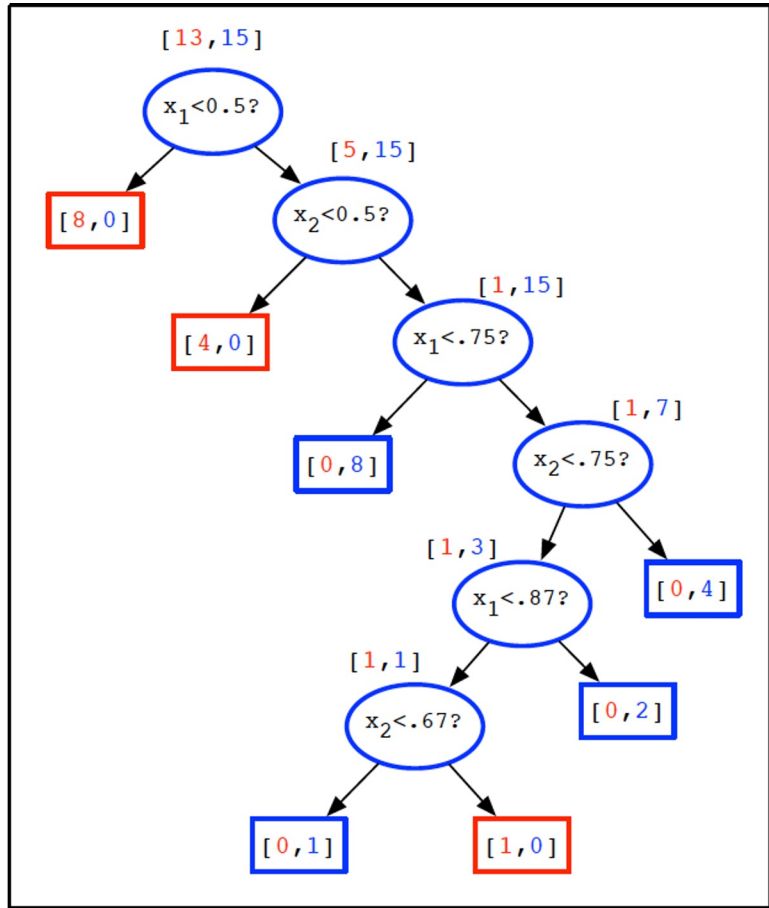 [13,15]
x1<0.5?
[5,15]
[8,0]
x2<0.5?
[1,15]
[4,0]
x1<.75?
[1,7]
[0,8]
x2<.75?
[1,3]
[0,4]
x1<.87?
[1,1]
[0,2]
x2<.67?
[0,1]
[1,0]